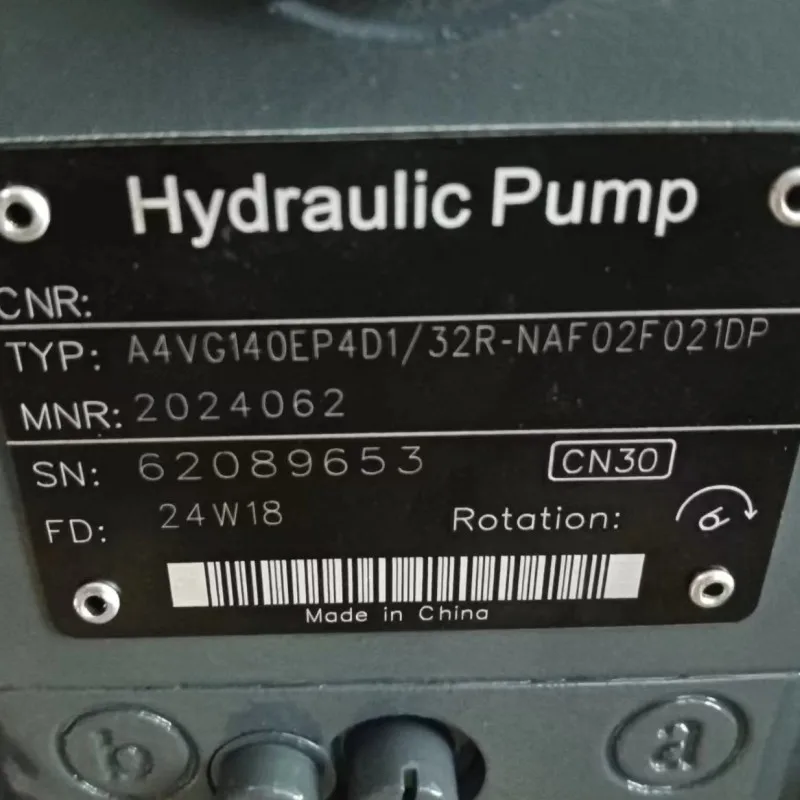 Hydraulic Pump
CNR:
TYP: A4VG140EP4D1/32R-NAF02F021DP
MNR: 2024062
SN: 62089653 CN30
FD: 24W18 Rotation:
Made in China
b a